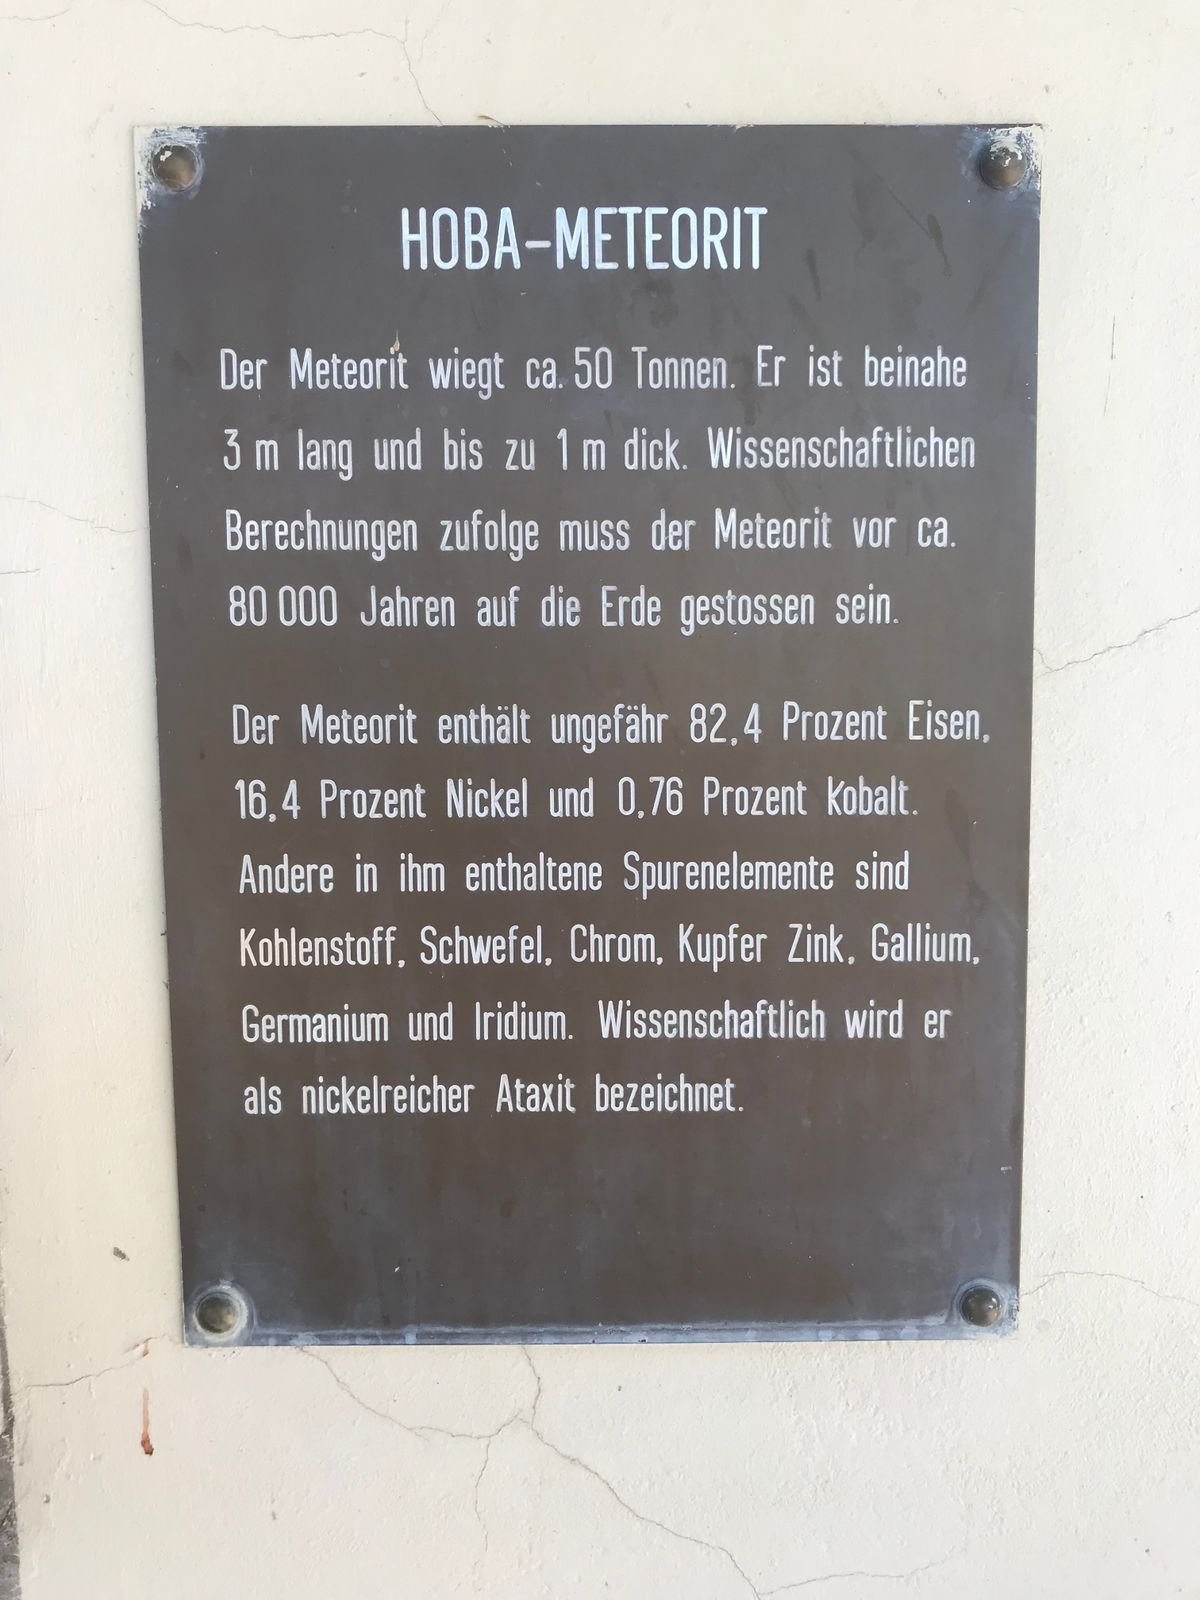 HOBA-METEORIT
Der Meteorit wiegt ca. 50 Tonnen. Er ist beinahe
3 m lang und bis zu 1 m dick. Wissenschaftlichen
Berechnungen zufolge muss der Meteorit vor ca.
80 000 Jahren auf die Erde gestossen sein.
Der Meteorit enthält ungefähr 82,4 Prozent Eisen,
16,4 Prozent Nickel und 0,76 Prozent Kobalt.
Andere in ihm enthaltene Spurenelemente sind
Kohlenstoff, Schwefel, Chrom, Kupfer Zink, Gallium,
Germanium und Iridium. Wissenschaftlich wird er
als nickelreicher Ataxit bezeichnet.